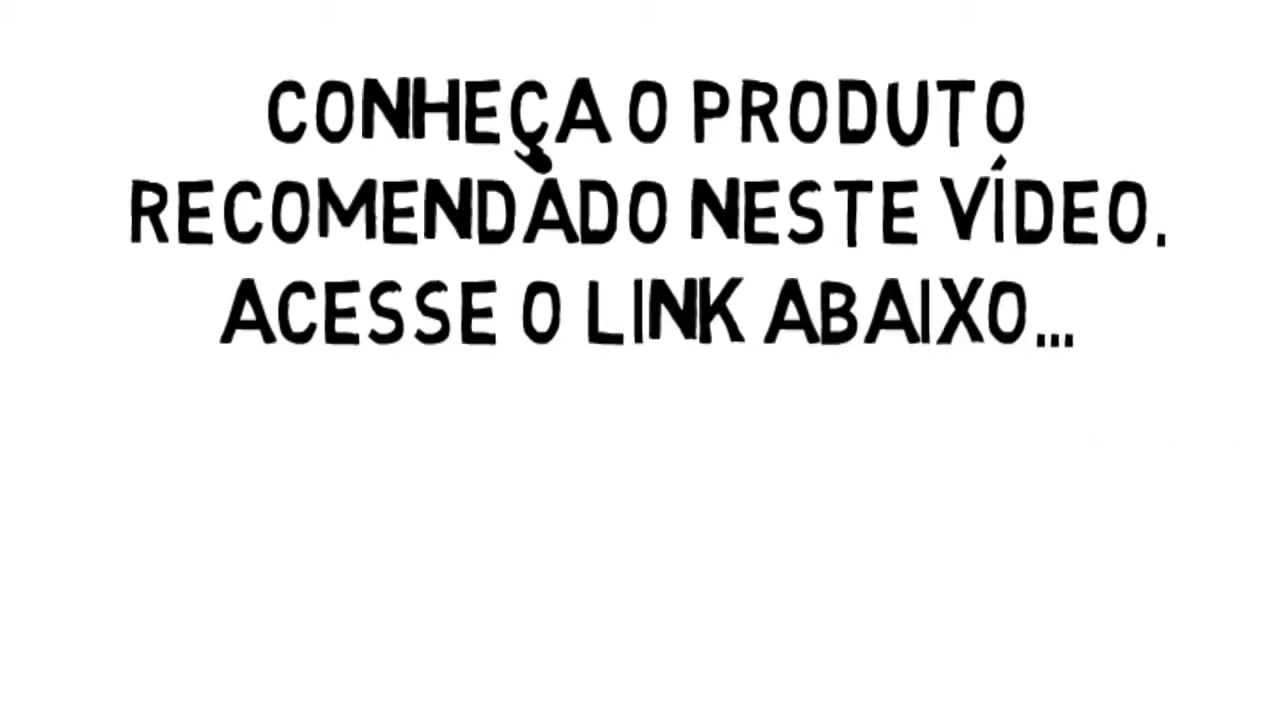 CONHEÇA O PRODUTO
RECOMENDADO NESTE VÍDEO.
ACESSE O LINK ABAIXO...